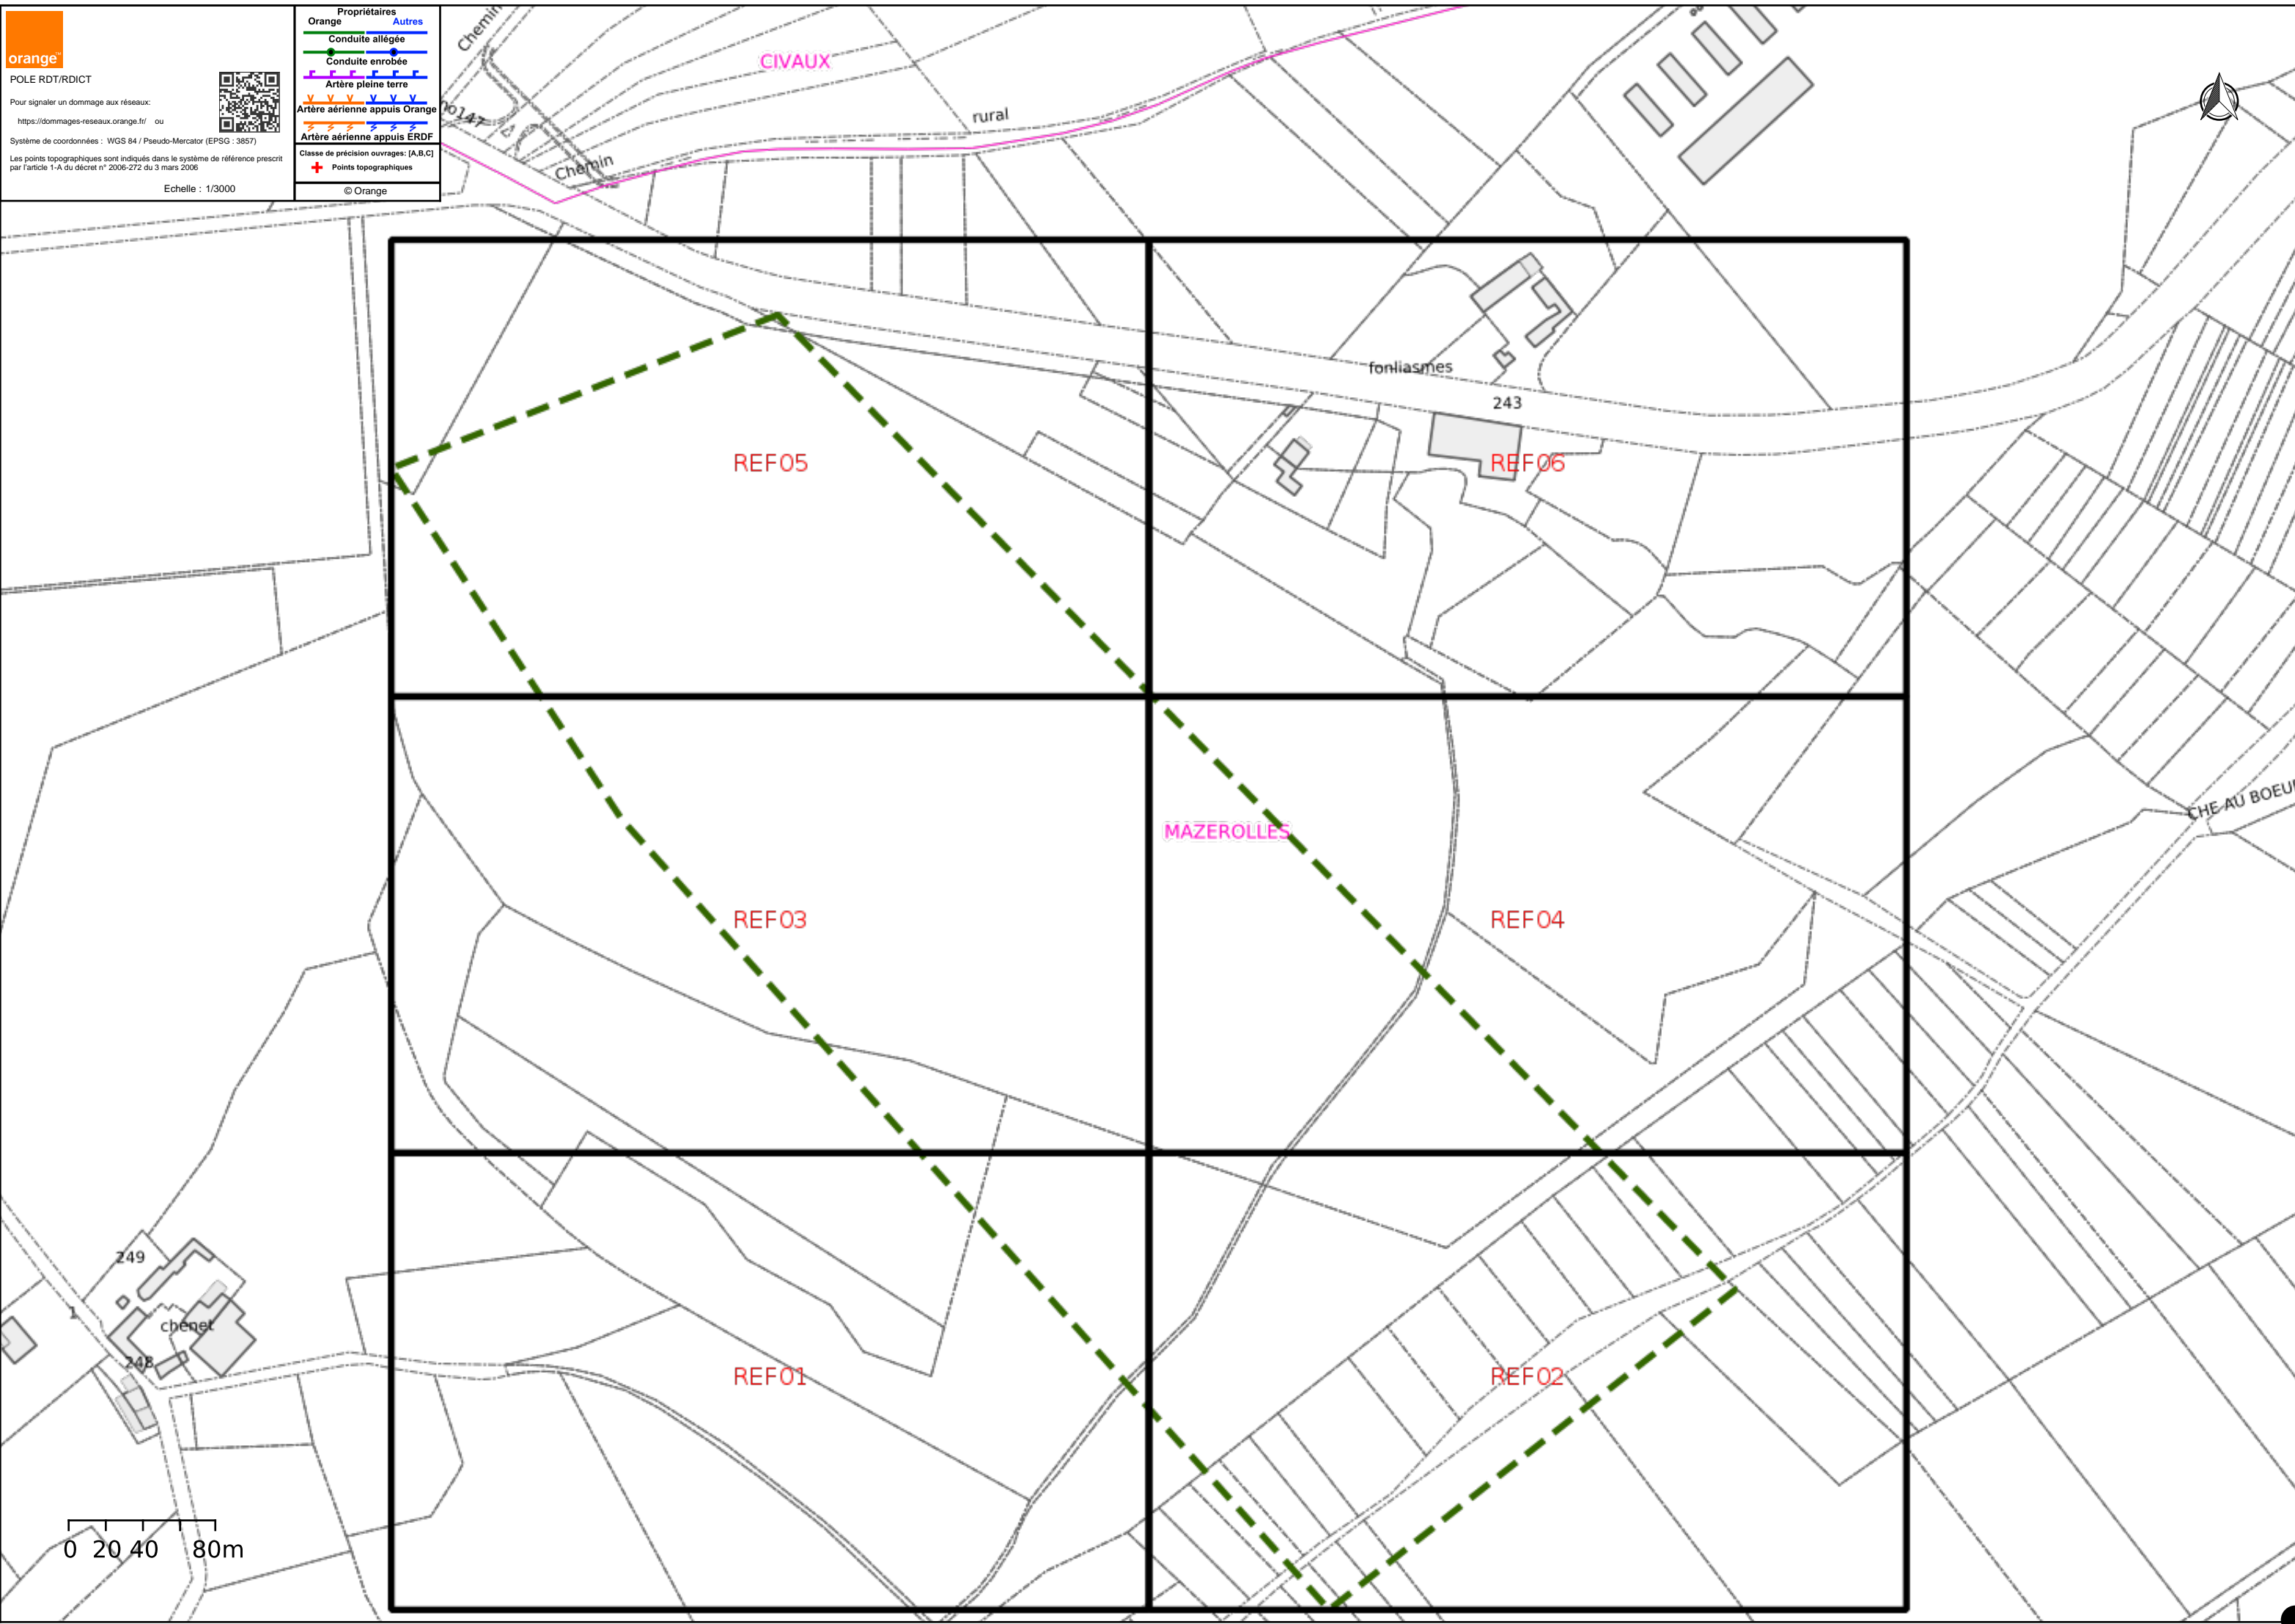 orange™
POLE RDT/RDICT
Pour signaler un dommage aux réseaux:
https://dommages-reseaux.orange.fr/ ou
Système de coordonnées : WGS 84 / Pseudo-Mercator (EPSG : 3857)
Les points topographiques sont indiqués dans le système de référence prescrit
par l'article 1-A du décret n° 2006-272 du 3 mars 2006
Echelle : 1/3000
Propriétaires
Orange Autres
Conduite allégée
Conduite enrobée
Artère pleine terre
Artère aérienne appuis Orange
Artère aérienne appuis ERDF
Classe de précision ouvrages: [A,B,C]
Points topographiques
© Orange
Chemin
CIVAUX
no147
rural
Chemin
fonliasmes
243
REF05
REF06
CHE AU BOEUF
MAZEROLLES
REF03
REF04
249
1
chenet
248
REF01
REF02
0 20 40 80m